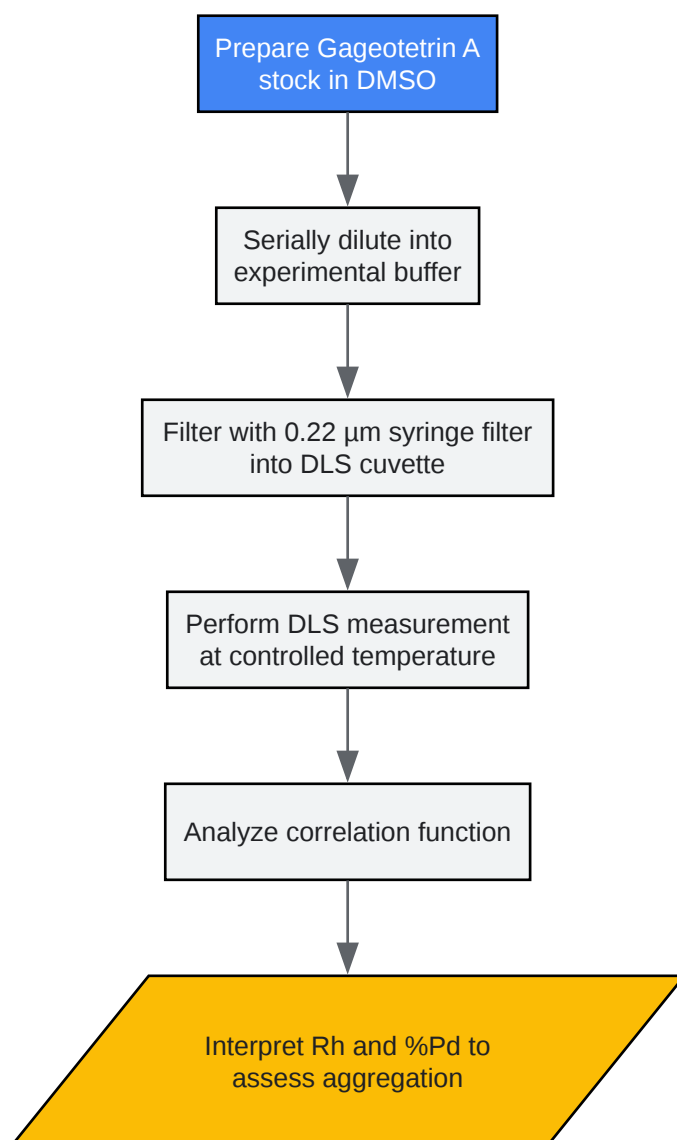 Prepare Gageotetrin A
stock in DMSO
Serially dilute into
experimental buffer
Filter with 0.22 µm syringe filter
into DLS cuvette
Perform DLS measurement
at controlled temperature
Analyze correlation function
Interpret Rh and %Pd to
assess aggregation